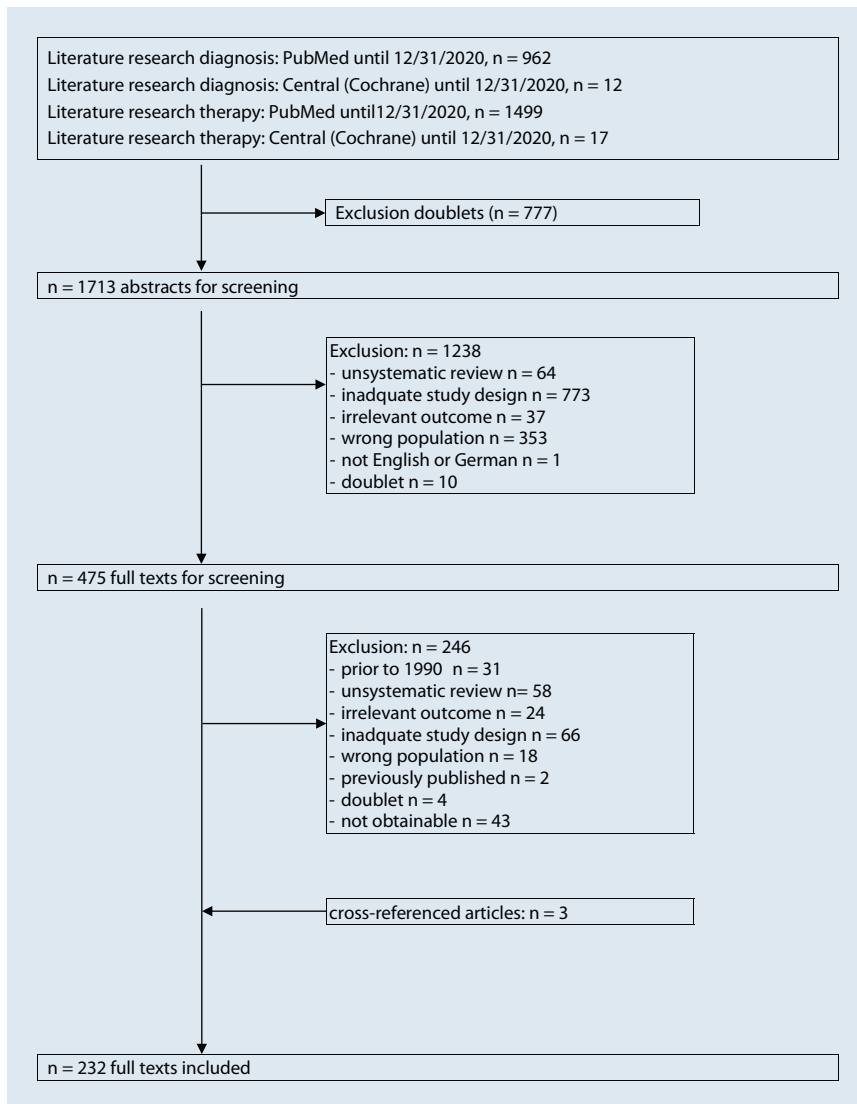 Literature research diagnosis: PubMed until 12/31/2020, n = 962
Literature research diagnosis: Central (Cochrane) until 12/31/2020, n = 12
Literature research therapy: PubMed until12/31/2020, n = 1499
Literature research therapy: Central (Cochrane) until 12/31/2020, n = 17
Exclusion doublets (n = 777)
n = 1713 abstracts for screening
Exclusion: n = 1238
- unsystematic review n = 64
- inadquate study design n = 773
- irrelevant outcome n = 37
- wrong population n = 353
- not English or German n = 1
- doublet n = 10
n = 475 full texts for screening
Exclusion: n = 246
- prior to 1990 n = 31
- unsystematic review n= 58
- irrelevant outcome n = 24
- inadquate study design n = 66
- wrong population n = 18
- previously published n = 2
- doublet n = 4
- not obtainable n = 43
cross-referenced articles: n = 3
n = 232 full texts included